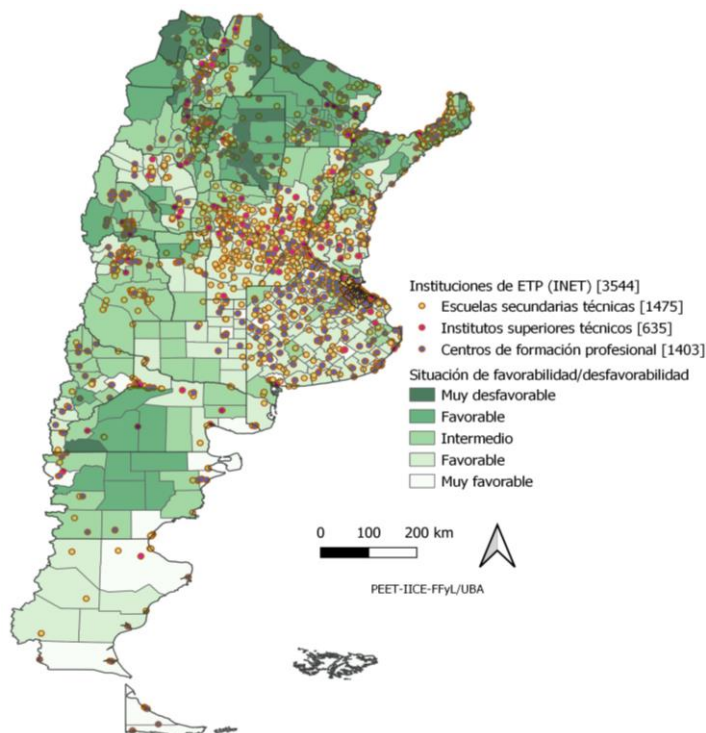 Instituciones de ETP (INET) [3544]
Escuelas secundarias técnicas [1475]
Institutos superiores técnicos [635]
Centros de formación profesional [1403]
Situación de favorabilidad/desfavorabilidad
Muy desfavorable
Favorable
Intermedio
Favorable
Muy favorable
0 100 200 km
PEET-IICE-FFyL/UBA